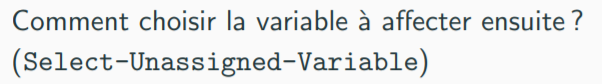 Comment choisir la variable à affecter ensuite ?
(Select-Unassigned-Variable)